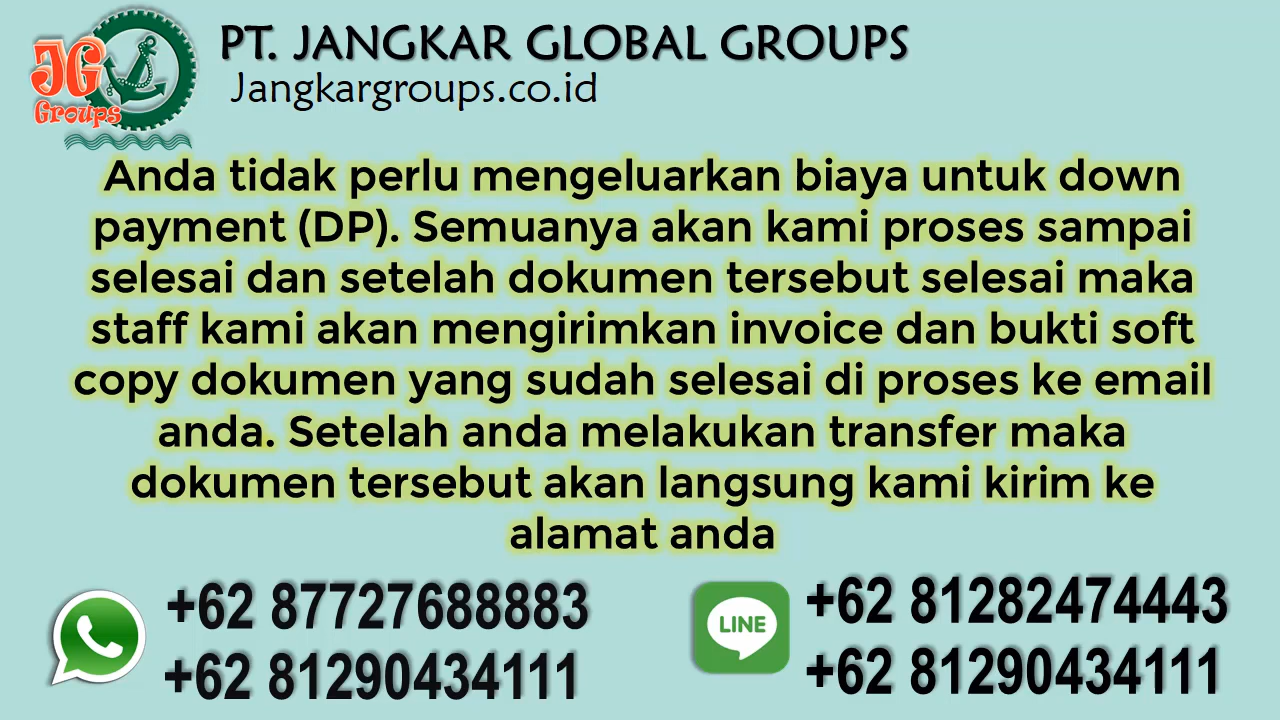 JG
Groups
PT. JANGKAR GLOBAL GROUPS
Jangkargroups.co.id
Anda tidak perlu mengeluarkan biaya untuk down
payment (DP). Semuanya akan kami proses sampai
selesai dan setelah dokumen tersebut selesai maka
staff kami akan mengirimkan invoice dan bukti soft
copy dokumen yang sudah selesai di proses ke email
anda. Setelah anda melakukan transfer maka
dokumen tersebut akan langsung kami kirim ke
alamat anda
+62 87727688883
+62 81290434111
LINE
+62 81282474443
+62 81290434111